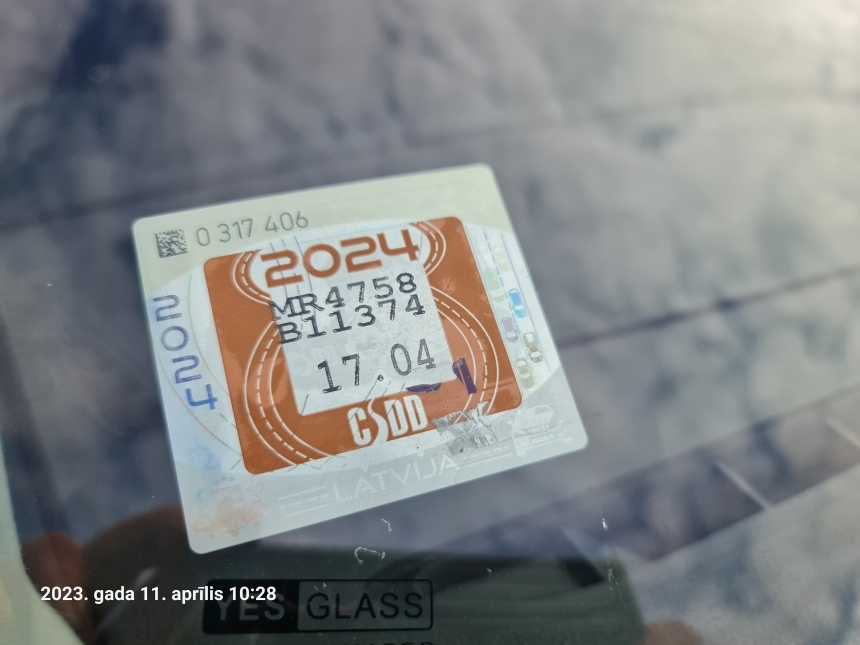 0 317 406
2024
MR4758
B11374
17.04
2024
CSDD
LATVIJA
2023. gada 11. aprīlis 10:28
YES GLASS